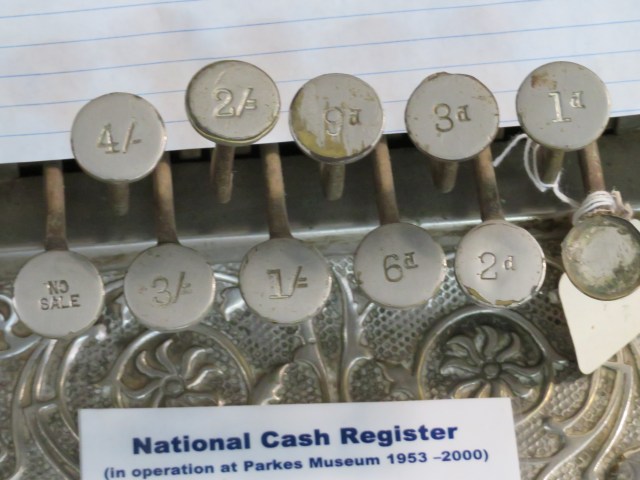 4/- 2/- 9d 3d 1d
NO
SALE
3/- 1/- 6d 2d
National Cash Register
(in operation at Parkes Museum 1953 –2000)